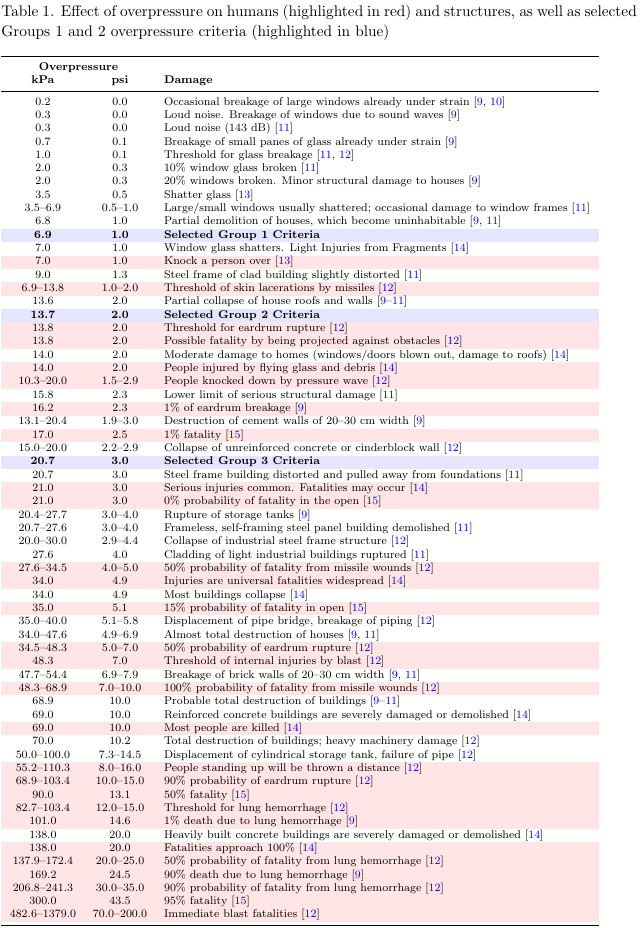 Table 1. Effect of overpressure on humans (highlighted in red) and structures, as well as selected
Groups 1 and 2 overpressure criteria (highlighted in blue)
Overpressure
kPa psi Damage
0.2 0.0 Occasional breakage of large windows already under strain [9, 10]
0.3 0.0 Loud noise. Breakage of windows due to sound waves [9]
0.3 0.0 Loud noise (143 dB) [11]
0.7 0.1 Breakage of small panes of glass already under strain [9]
1.0 0.1 Threshold for glass breakage [11, 12]
2.0 0.3 10% window glass broken [11]
2.0 0.3 20% windows broken. Minor structural damage to houses [9]
3.5 0.5 Shatter glass [13]
3.5–6.9 0.5–1.0 Large/small windows usually shattered; occasional damage to window frames [11]
6.8 1.0 Partial demolition of houses, which become uninhabitable [9, 11]
6.9 1.0 Selected Group 1 Criteria
7.0 1.0 Window glass shatters. Light Injuries from Fragments [14]
7.0 1.0 Knock a person over [13]
9.0 1.3 Steel frame of clad building slightly distorted [11]
6.9–13.8 1.0–2.0 Threshold of skin lacerations by missiles [12]
13.6 2.0 Partial collapse of house roofs and walls [9–11]
13.7 2.0 Selected Group 2 Criteria
13.8 2.0 Threshold for eardrum rupture [12]
13.8 2.0 Possible fatality by being projected against obstacles [12]
14.0 2.0 Moderate damage to homes (windows/doors blown out, damage to roofs) [14]
14.0 2.0 People injured by flying glass and debris [14]
10.3–20.0 1.5–2.9 People knocked down by pressure wave [12]
15.8 2.3 Lower limit of serious structural damage [11]
16.2 2.3 1% of eardrum breakage [9]
13.1–20.4 1.9–3.0 Destruction of cement walls of 20–30 cm width [9]
17.0 2.5 1% fatality [15]
15.0–20.0 2.2–2.9 Collapse of unreinforced concrete or cinderblock wall [12]
20.7 3.0 Selected Group 3 Criteria
20.7 3.0 Steel frame building distorted and pulled away from foundations [11]
21.0 3.0 Serious injuries common. Fatalities may occur [14]
21.0 3.0 0% probability of fatality in the open [15]
20.4–27.7 3.0–4.0 Rupture of storage tanks [9]
20.7–27.6 3.0–4.0 Frameless, self-framing steel panel building demolished [11]
20.0–30.0 2.9–4.4 Collapse of industrial steel frame structure [12]
27.6 4.0 Cladding of light industrial buildings ruptured [11]
27.6–34.5 4.0–5.0 50% probability of fatality from missile wounds [12]
34.0 4.9 Injuries are universal fatalities widespread [14]
34.0 4.9 Most buildings collapse [14]
35.0 5.1 15% probability of fatality in open [15]
35.0–40.0 5.1–5.8 Displacement of pipe bridge, breakage of piping [12]
34.0–47.6 4.9–6.9 Almost total destruction of houses [9, 11]
34.5–48.3 5.0–7.0 50% probability of eardrum rupture [12]
48.3 7.0 Threshold of internal injuries by blast [12]
47.7–54.4 6.9–7.9 Breakage of brick walls of 20–30 cm width [9, 11]
48.3–68.9 7.0–10.0 100% probability of fatality from missile wounds [12]
68.9 10.0 Probable total destruction of buildings [9–11]
69.0 10.0 Reinforced concrete buildings are severely damaged or demolished [14]
69.0 10.0 Most people are killed [14]
70.0 10.2 Total destruction of buildings; heavy machinery damage [12]
50.0–100.0 7.3–14.5 Displacement of cylindrical storage tank, failure of pipe [12]
55.2–110.3 8.0–16.0 People standing up will be thrown a distance [12]
68.9–103.4 10.0–15.0 90% probability of eardrum rupture [12]
90.0 13.1 50% fatality [15]
82.7–103.4 12.0–15.0 Threshold for lung hemorrhage [12]
101.0 14.6 1% death due to lung hemorrhage [9]
138.0 20.0 Heavily built concrete buildings are severely damaged or demolished [14]
138.0 20.0 Fatalities approach 100% [14]
137.9–172.4 20.0–25.0 50% probability of fatality from lung hemorrhage [12]
169.2 24.5 90% death due to lung hemorrhage [9]
206.8–241.3 30.0–35.0 90% probability of fatality from lung hemorrhage [12]
300.0 43.5 95% fatality [15]
482.6–1379.0 70.0–200.0 Immediate blast fatalities [12]